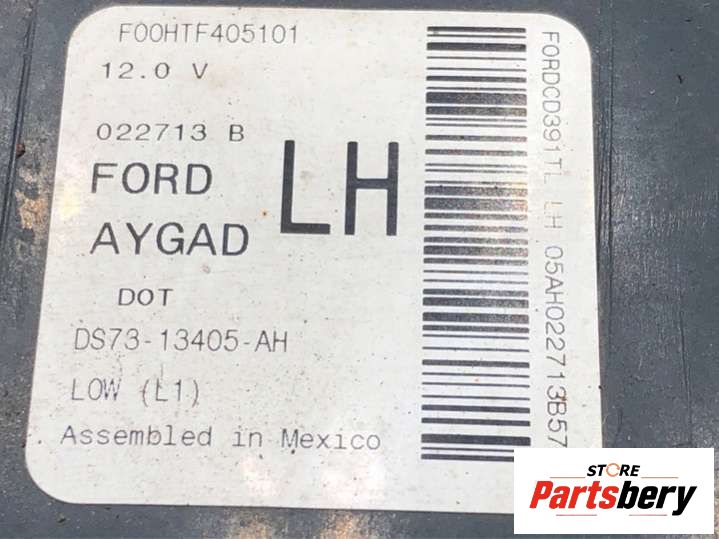 F00HTF405101
12.0 V
022713 B
FORD
LH
AYGAD
DOT
DS73-13405-AH
LOW (L1)
Assembled in Mexico
FORDCD391TL LH 05AH022713B57
STORE
Partsbery